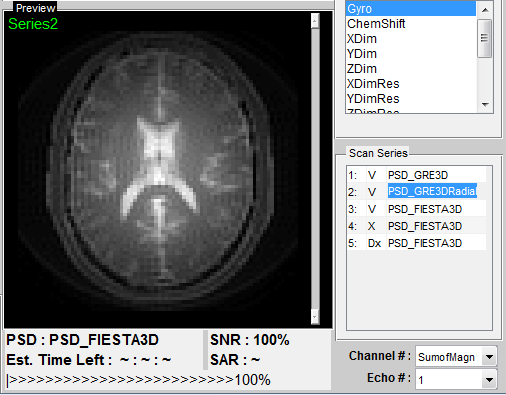 Preview
Series2
PSD : PSD_FIESTA3D
SNR : 100%
Est. Time Left : ~ : ~ : ~
SAR : ~
|>>>>>>>>>>>>>>>>>>>>>>>>>100%
Gyro
ChemShift
XDim
YDim
ZDim
XDimRes
YDimRes
ZDimRes
Scan Series
1: V PSD_GRE3D
2: V PSD_GRE3DRadial
3: V PSD_FIESTA3D
4: X PSD_FIESTA3D
5: Dx PSD_FIESTA3D
Channel # : SumofMagn
Echo # : 1